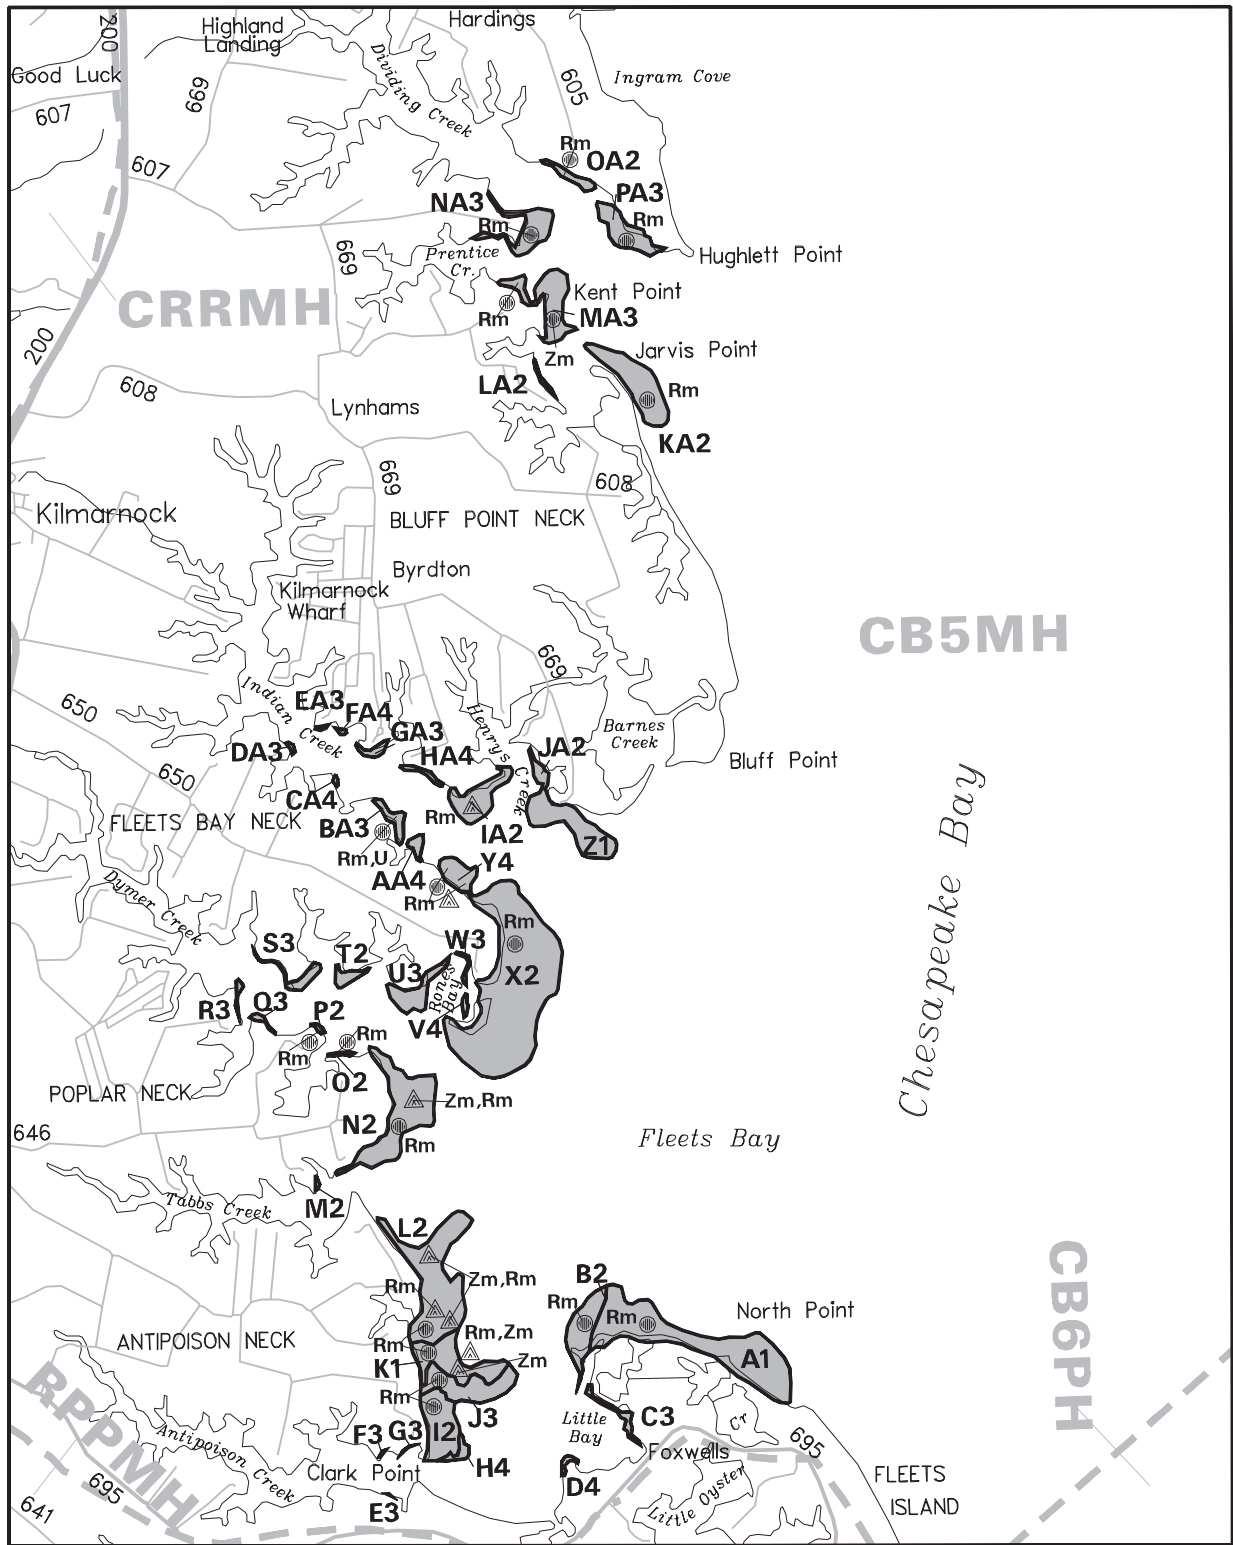 200
Highland
Landing
Hardings
Good Luck
607
669
Dividing Creek
605
Ingram Cove
607
Rm
OA2
NA3
PA3
Rm
Rm
Prentice
Cr.
Hughlett Point
669
CRRMH
Kent Point
Rm
MA3
200
Zm
Jarvis Point
LA2
Rm
608
Lynhams
KA2
669
608
Kilmarnock
BLUFF POINT NECK
Byrdton
Kilmarnock
Wharf
CB5MH
669
Indian Creek
EA3
FA4
Henrys Creek
650
GA3
Barnes
Creek
DA3
HA4
JA2
Bluff Point
650
CA4
FLEETS BAY NECK
BA3
Rm
IA2
Z1
Rm,U
Y4
AA4
Rm
Chesapeake Bay
Dymer Creek
Rm
S3
T2
W3
U3
X2
Rones
Bay
R3
Q3
P2
V4
Rm
Rm
O2
POPLAR NECK
Zm,Rm
N2
646
Rm
Fleets Bay
Tabbs Creek
M2
L2
Zm,Rm
B2
Rm
Rm
Rm
North Point
CB6PH
ANTIPOISON NECK
Rm,Zm
Rm
K1
Zm
A1
RPPMH
Rm
J3
Little
Bay
C3
Cr
695
F3
G3
I2
Antipoison Creek
Foxwells
Clark Point
H4
FLEETS
ISLAND
D4
Little Oyster
695
641
E3